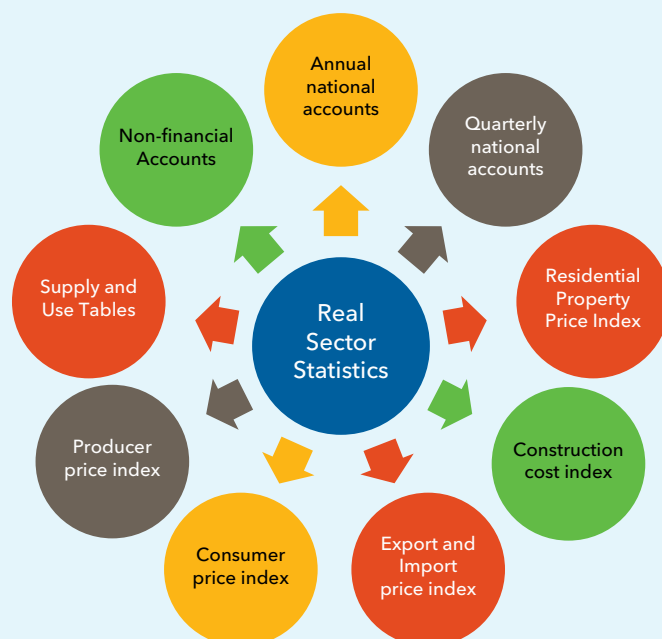 Annual
national
accounts
Quarterly
national
accounts
Residential
Property
Price Index
Construction
cost index
Export and
Import
price index
Consumer
price index
Producer
price index
Supply and
Use Tables
Non-financial
Accounts
Real
Sector
Statistics